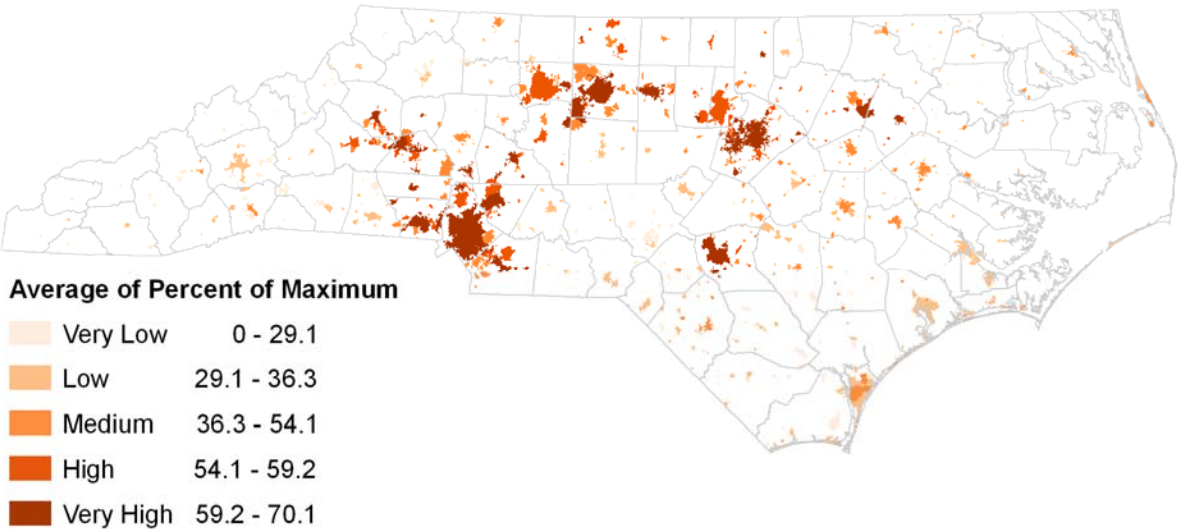 Average of Percent of Maximum
Very Low 0 - 29.1
Low 29.1 - 36.3
Medium 36.3 - 54.1
High 54.1 - 59.2
Very High 59.2 - 70.1